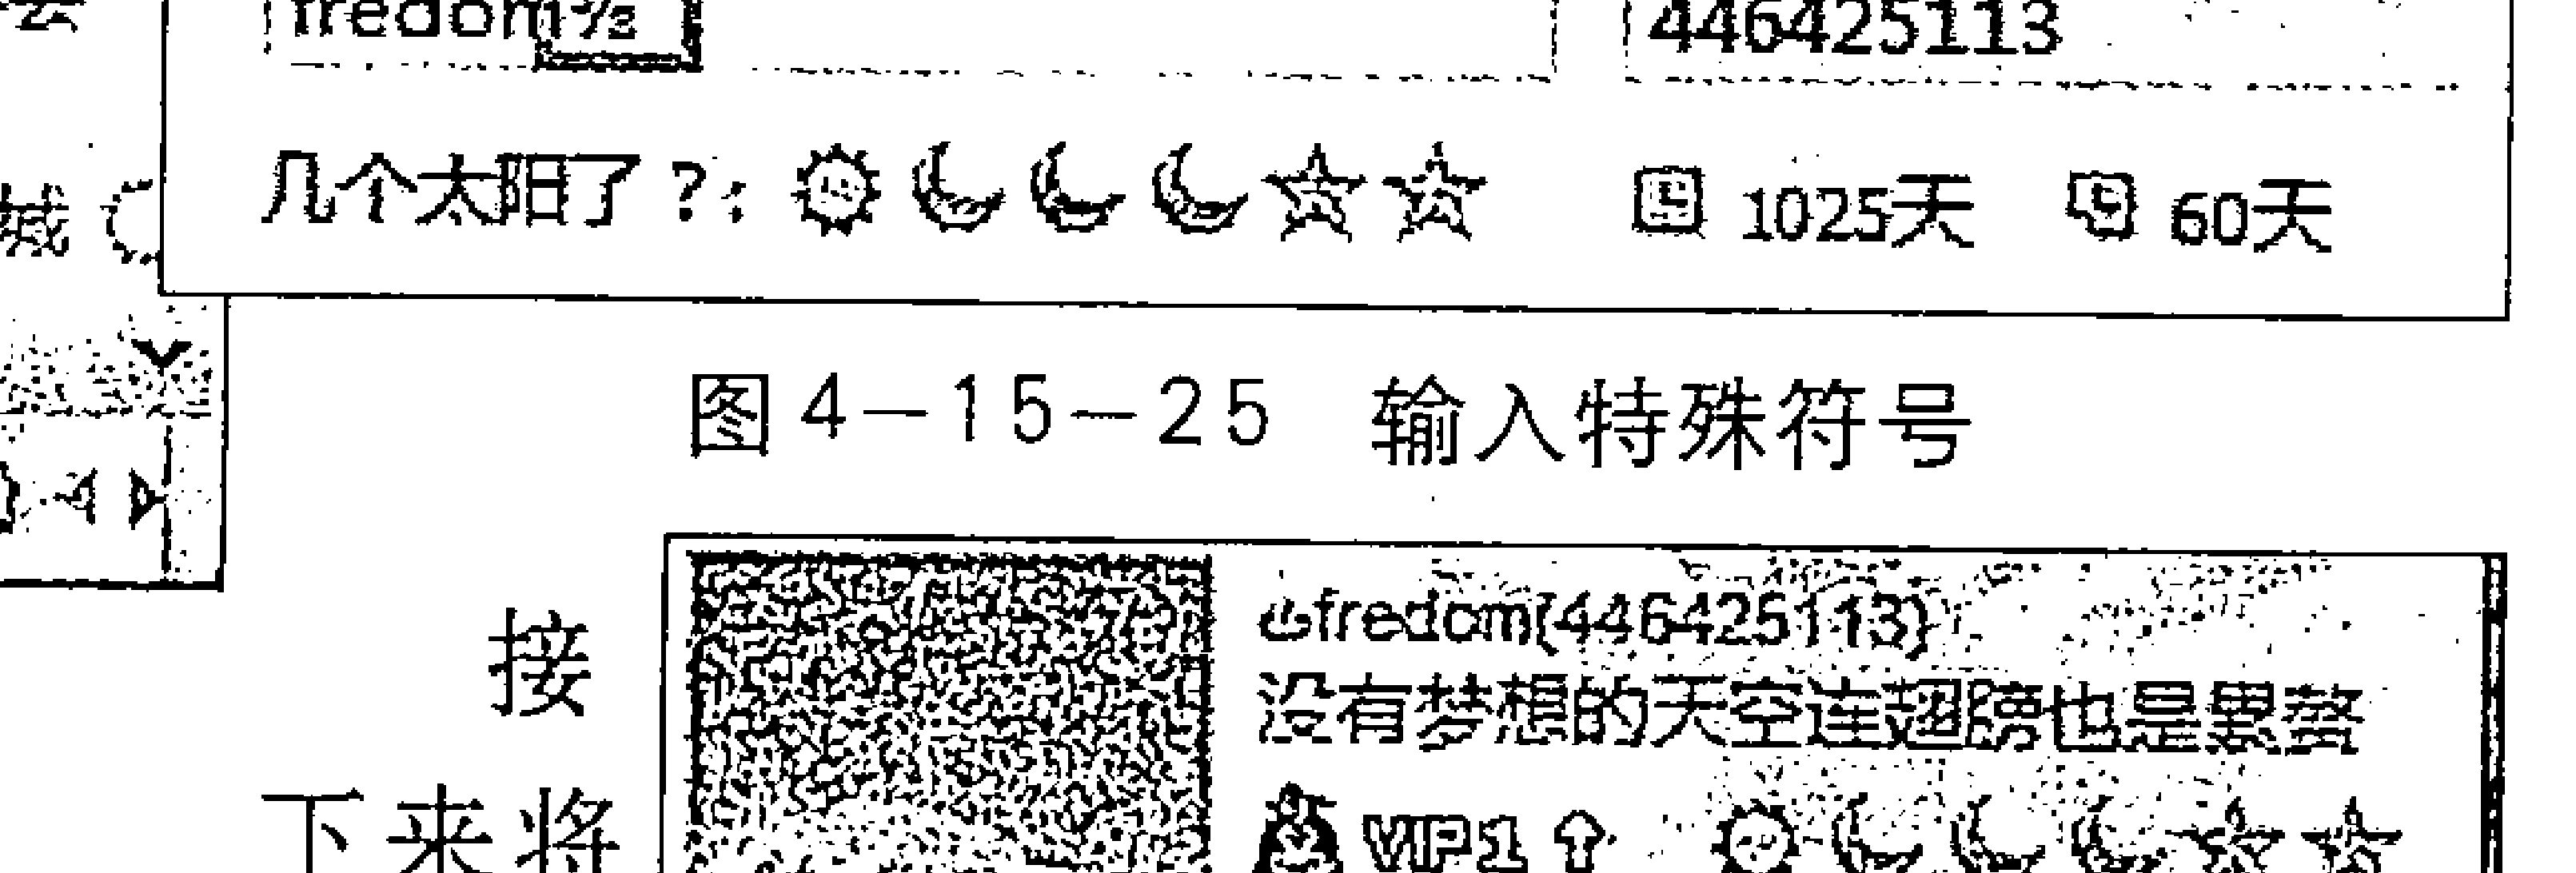 fredom⅓ 446425113
几个太阳了？： 1025天 60天
图4-15-25 输入特殊符号
接
fredom(446425113)
没有梦想的天空连翅膀也是累赘
下来将
VIP1